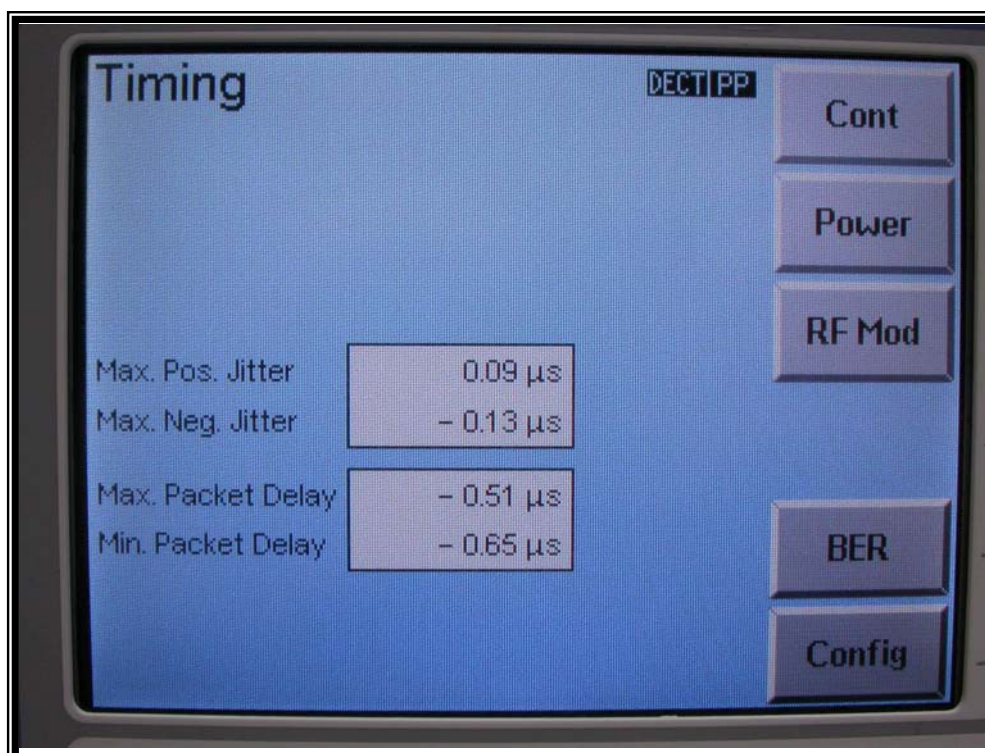 Timing
DECT PP
Cont
Power
RF Mod
Max. Pos. Jitter 0.09 µs
Max. Neg. Jitter - 0.13 µs
Max. Packet Delay - 0.51 µs
Min. Packet Delay - 0.65 µs
BER
Config